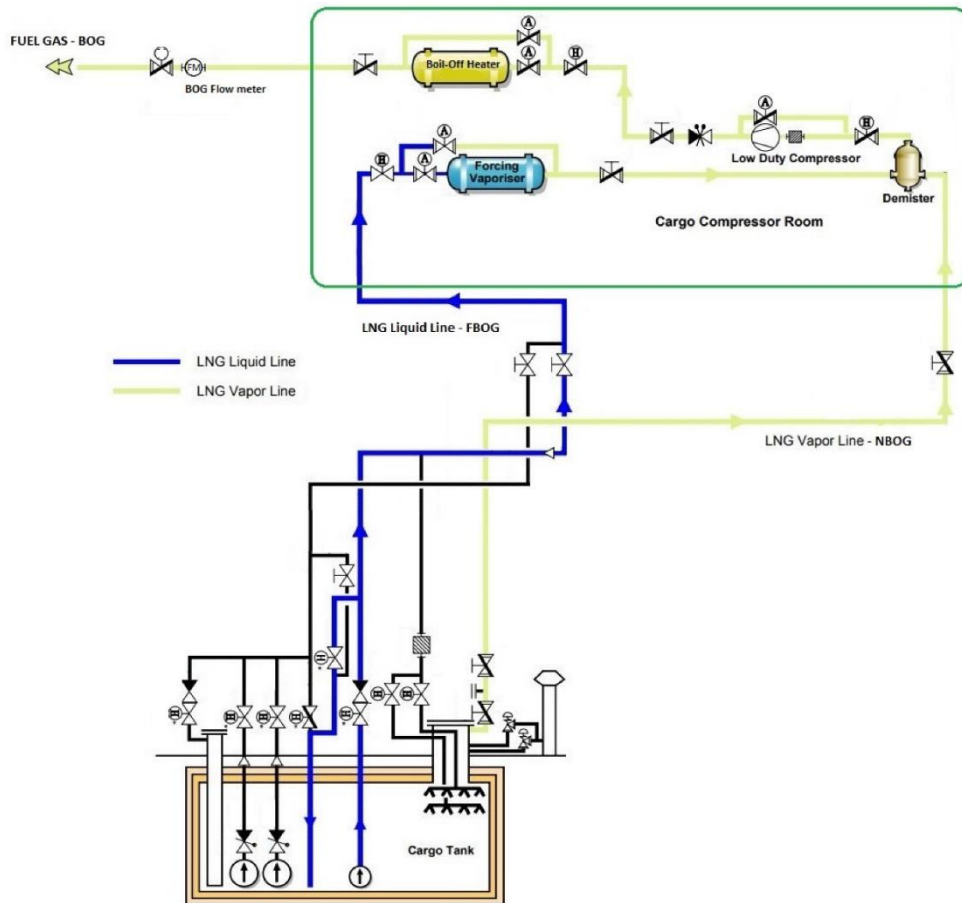 FUEL GAS - BOG
FM
BOG Flow meter
Boil-Off Heater
A
A
H
A
H
Low Duty Compressor
Demister
A
H
A
Forcing
Vaporiser
Cargo Compressor Room
LNG Liquid Line - FBOG
LNG Liquid Line
LNG Vapor Line
LNG Vapor Line - NBOG
H
H
H
H
H
H
H
H
Cargo Tank